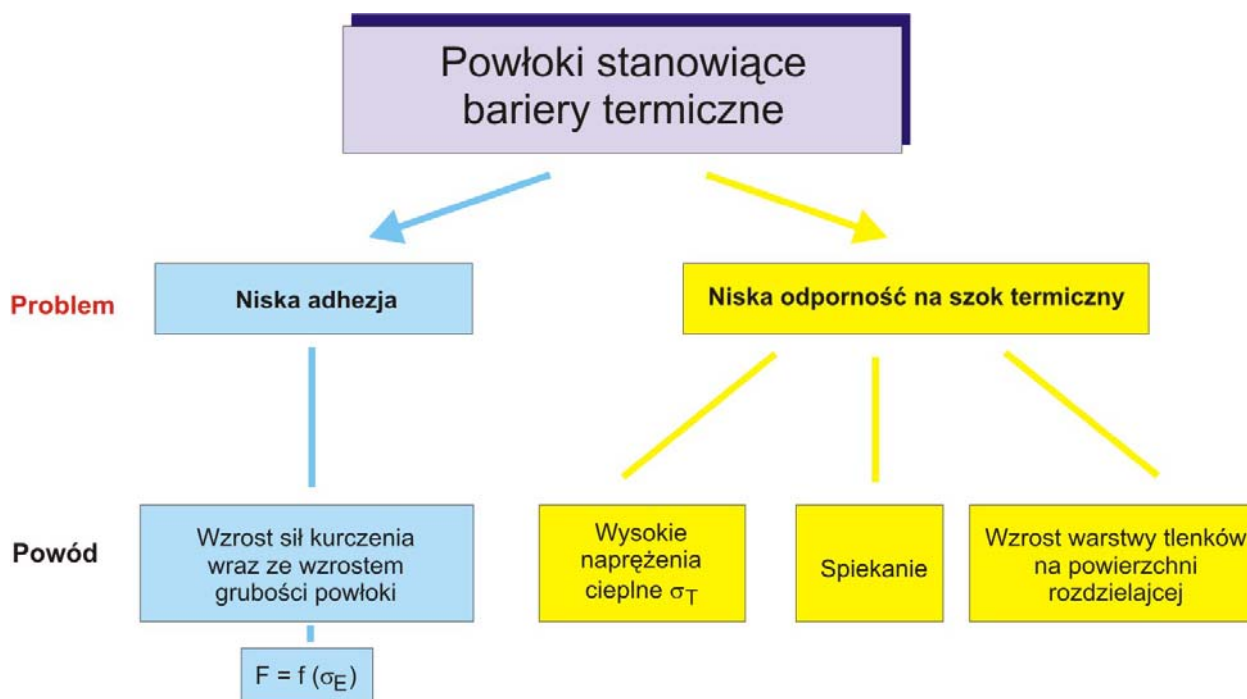 Powłoki stanowiące
bariery termiczne
Problem
Niska adhezja
Niska odporność na szok termiczny
Powód
Wzrost sił kurczenia
wraz ze wzrostem
grubości powłoki
Wysokie
naprężenia
cieplne σT
Spiekanie
Wzrost warstwy tlenków
na powierzchni
rozdzielajcej
F = f (σE)